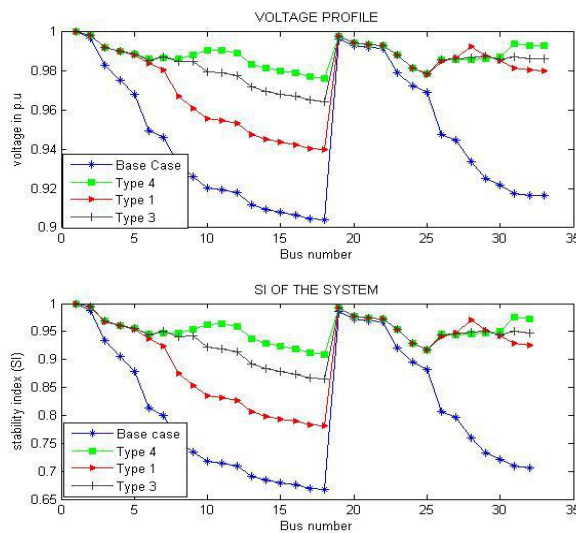 VOLTAGE PROFILE
voltage in p.u
1
0.98
0.96
0.94
0.92
0.9
Base Case
Type 4
Type 1
Type 3
0 5 10 15 20 25 30 35
Bus number
SI OF THE SYSTEM
stability index (SI)
1
0.95
0.9
0.85
0.8
0.75
0.7
0.65
Base case
Type 4
Type 1
Type 3
0 5 10 15 20 25 30 35
Bus number